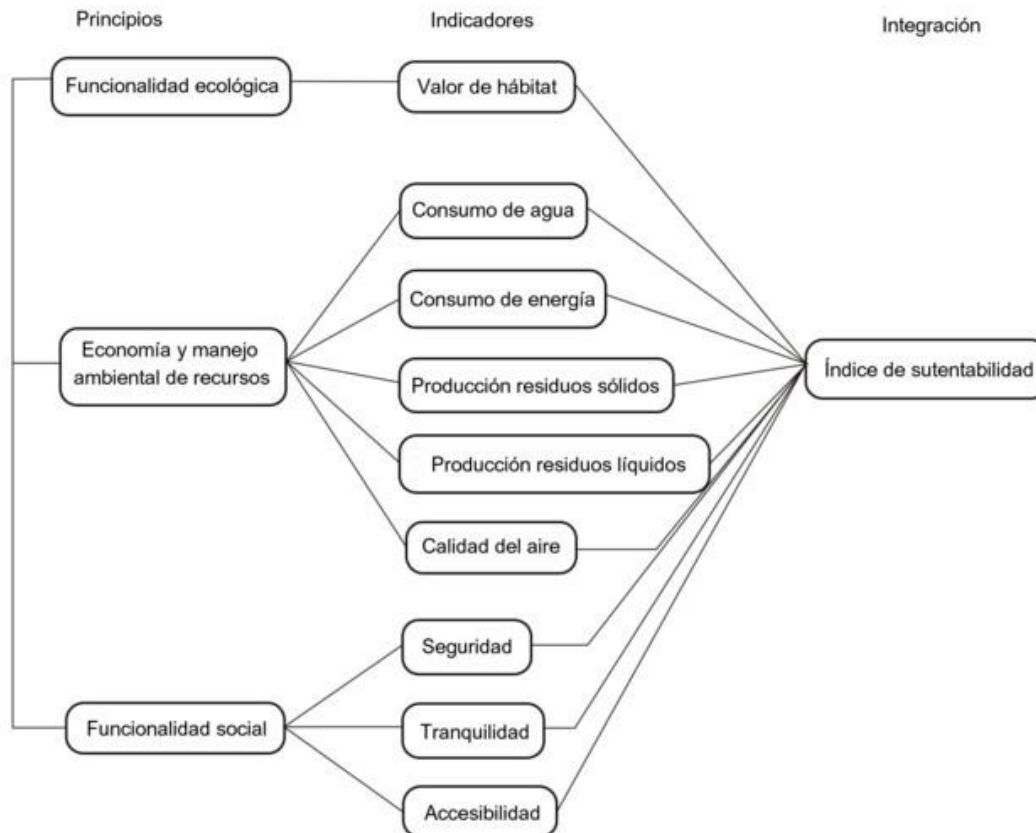 Principios
Indicadores
Integración
Funcionalidad ecológica
Valor de hábitat
Consumo de agua
Consumo de energía
Economía y manejo
ambiental de recursos
Producción residuos sólidos
Índice de sutentabilidad
Producción residuos líquidos
Calidad del aire
Seguridad
Funcionalidad social
Tranquilidad
Accesibilidad